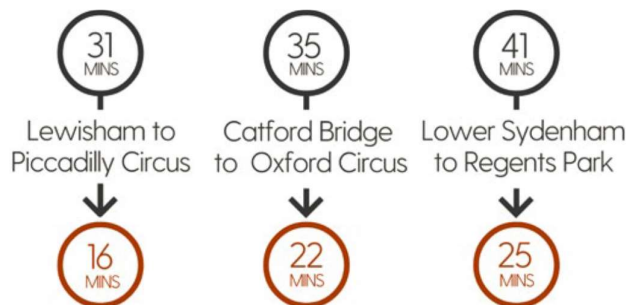 31
MINS
Lewisham to
Piccadilly Circus
16
MINS
35
MINS
Catford Bridge
to Oxford Circus
22
MINS
41
MINS
Lower Sydenham
to Regents Park
25
MINS